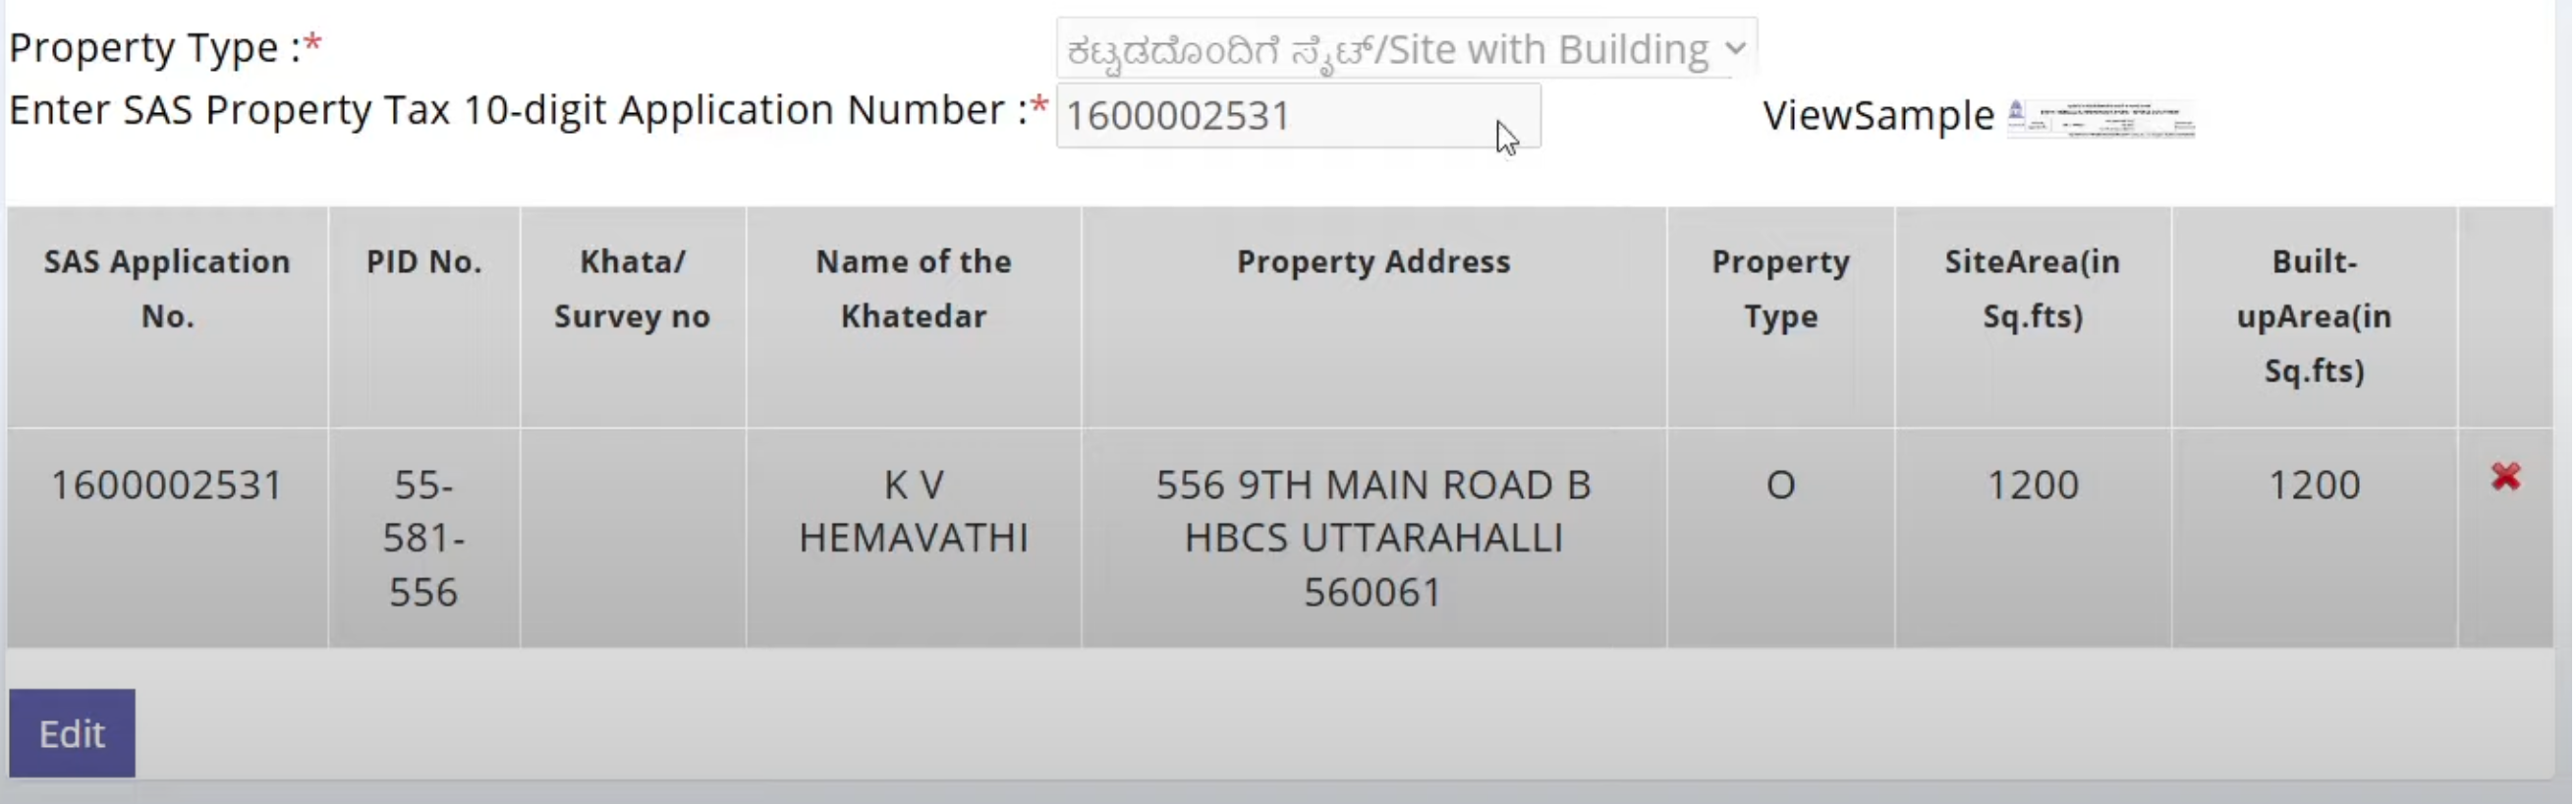 Property Type :*
ಕಟ್ಟಡದೊಂದಿಗೆ ಸೈಟ್/Site with Building
Enter SAS Property Tax 10-digit Application Number :*
1600002531
ViewSample
SAS Application
No.
PID No.
Khata/
Survey no
Name of the
Khatedar
Property Address
Property
Type
SiteArea(in
Sq.fts)
Built-
upArea(in
Sq.fts)
1600002531
55-
581-
556
K V
HEMAVATHI
556 9TH MAIN ROAD B
HBCS UTTARAHALLI
560061
O
1200
1200
Edit